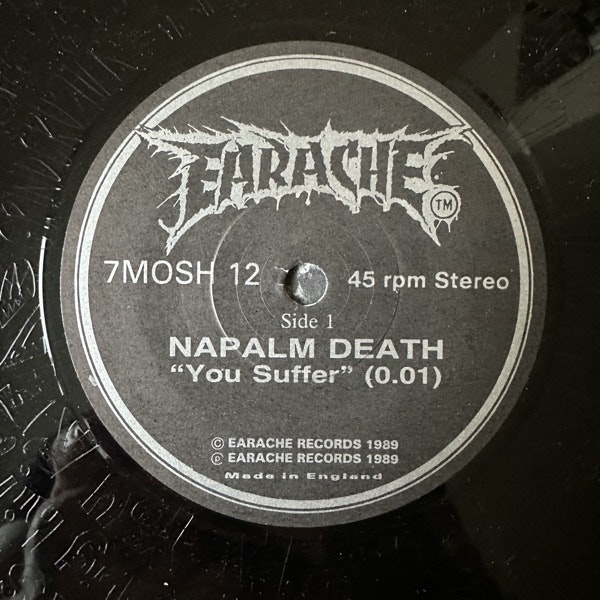 EARACHE
TM
7MOSH 12 45 rpm Stereo
Side 1
NAPALM DEATH
"You Suffer" (0.01)
© EARACHE RECORDS 1989
℗ EARACHE RECORDS 1989
Made in England